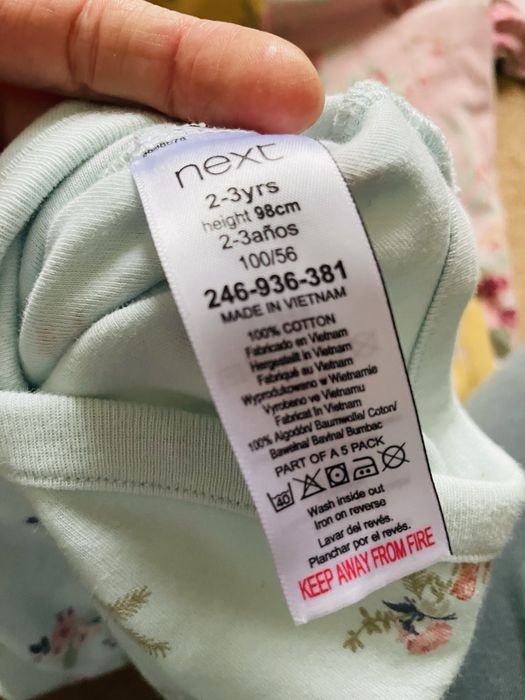 next
2-3yrs
height 98cm
2-3años
100/56
246-936-381
MADE IN VIETNAM
100% COTTON
Fabricado en Vietnam
Hergestellt in Vietnam
Fabriqué au Vietnam
Wyprodukowano w Wietnamie
Vyrobeno ve Vietnamu
Fabricat în Vietnam
100% Algodón/ Baumwolle/ Coton/
Bawełna/ Bavlna/ Bumbac
PART OF A 5 PACK
40
Wash inside out
Iron on reverse
Lavar del revés.
Planchar por el revés.
KEEP AWAY FROM FIRE